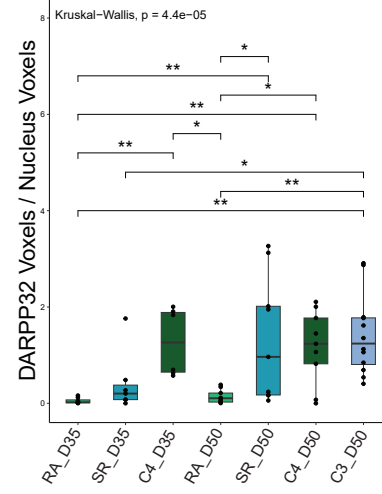 8
Kruskal−Wallis, p = 4.4e−05
*
**
*
**
6
*
**
*
**
**
4
2
0
DARPP32 Voxels / Nucleus Voxels
RA_D35
SR_D35
C4_D35
RA_D50
SR_D50
C4_D50
C3_D50